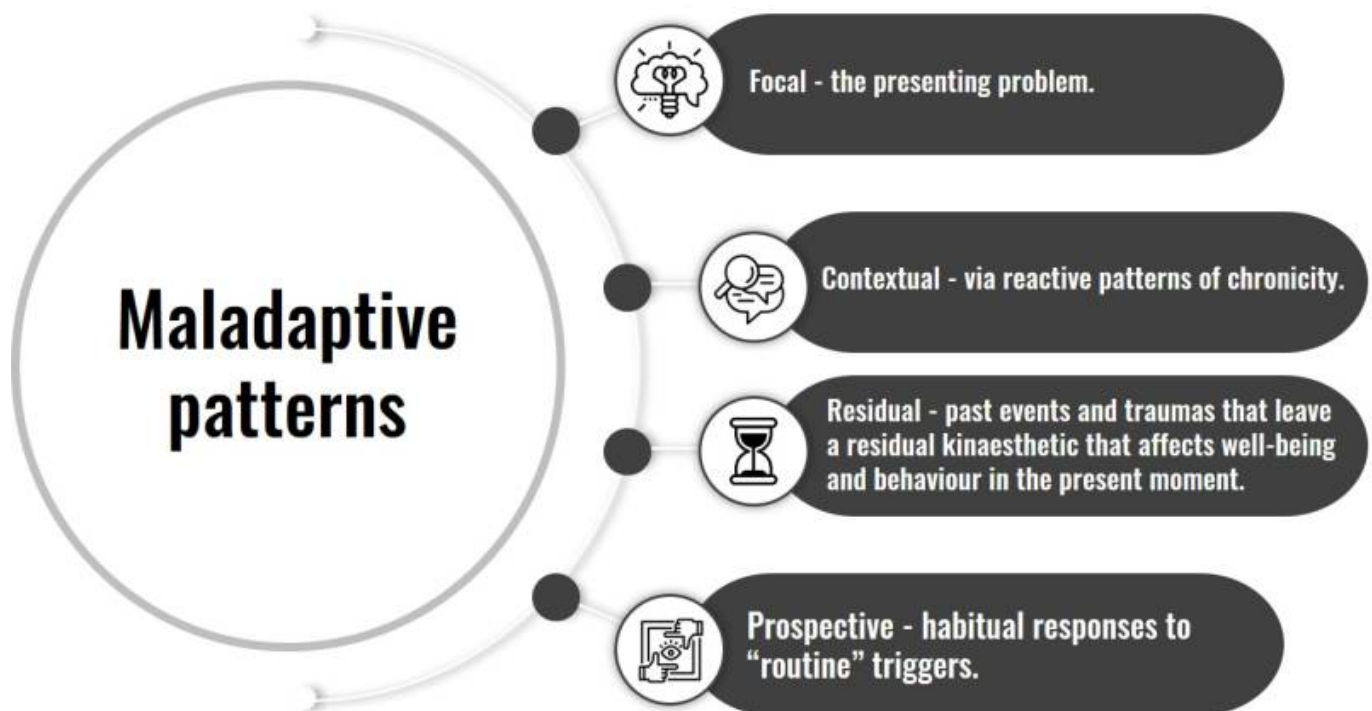 Maladaptive
patterns
Focal - the presenting problem.
Contextual - via reactive patterns of chronicity.
Residual - past events and traumas that leave
a residual kinaesthetic that affects well-being
and behaviour in the present moment.
Prospective - habitual responses to
“routine” triggers.